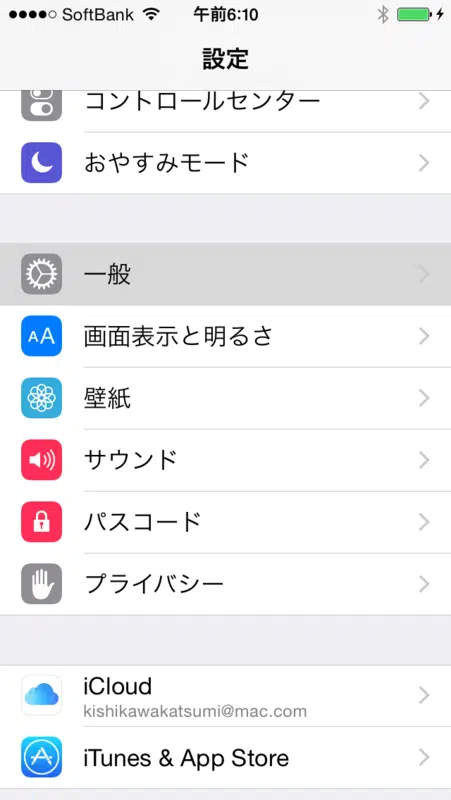 SoftBank 午前6:10
設定
コントロールセンター
おやすみモード
一般
AA 画面表示と明るさ
壁紙
サウンド
パスコード
プライバシー
iCloud
kishikawakatsumi@mac.com
iTunes & App Store